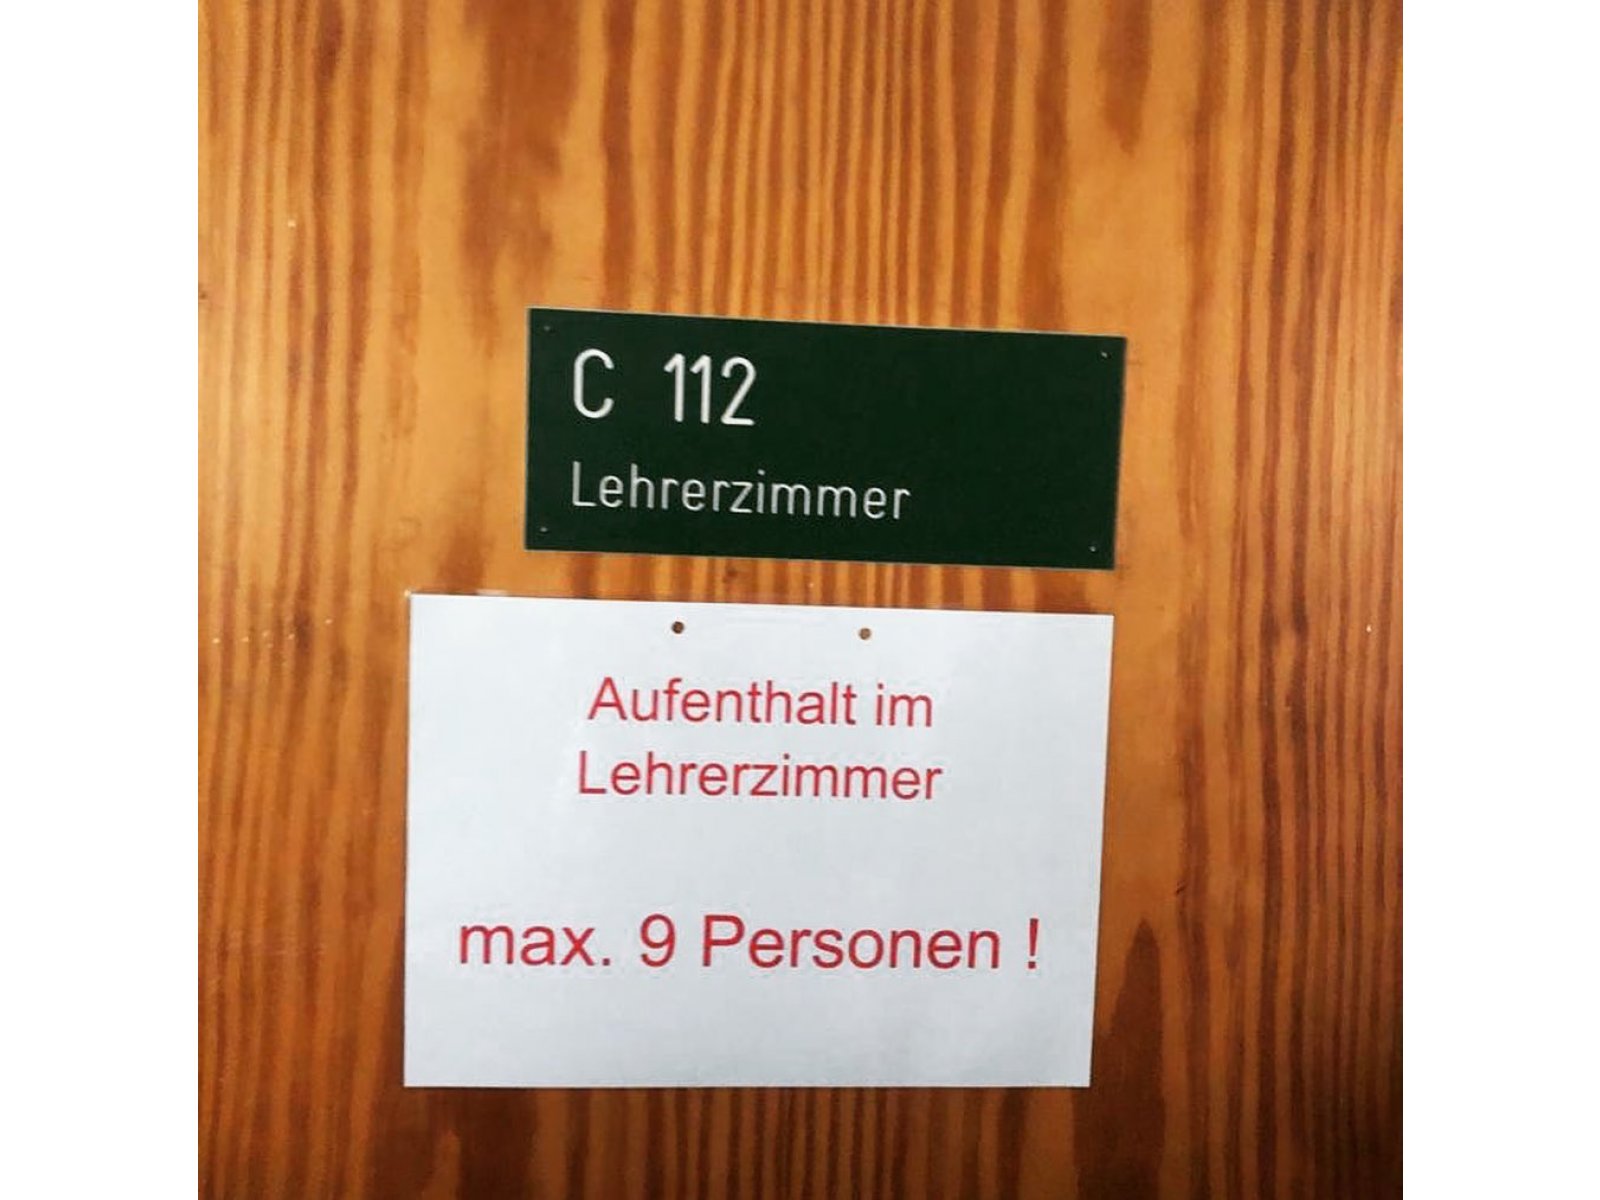 C 112
Lehrerzimmer
Aufenthalt im
Lehrerzimmer
max. 9 Personen !